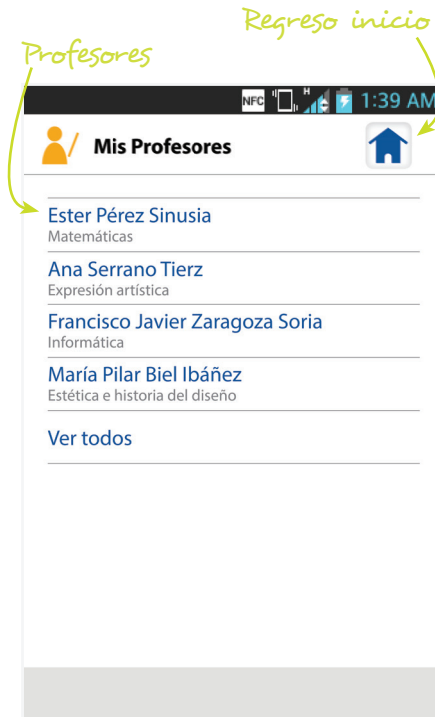 Regreso inicio
Profesores
NFC H 1:39 AM
Mis Profesores
Ester Pérez Sinusia
Matemáticas
Ana Serrano Tierz
Expresión artística
Francisco Javier Zaragoza Soria
Informática
María Pilar Biel Ibáñez
Estética e historia del diseño
Ver todos